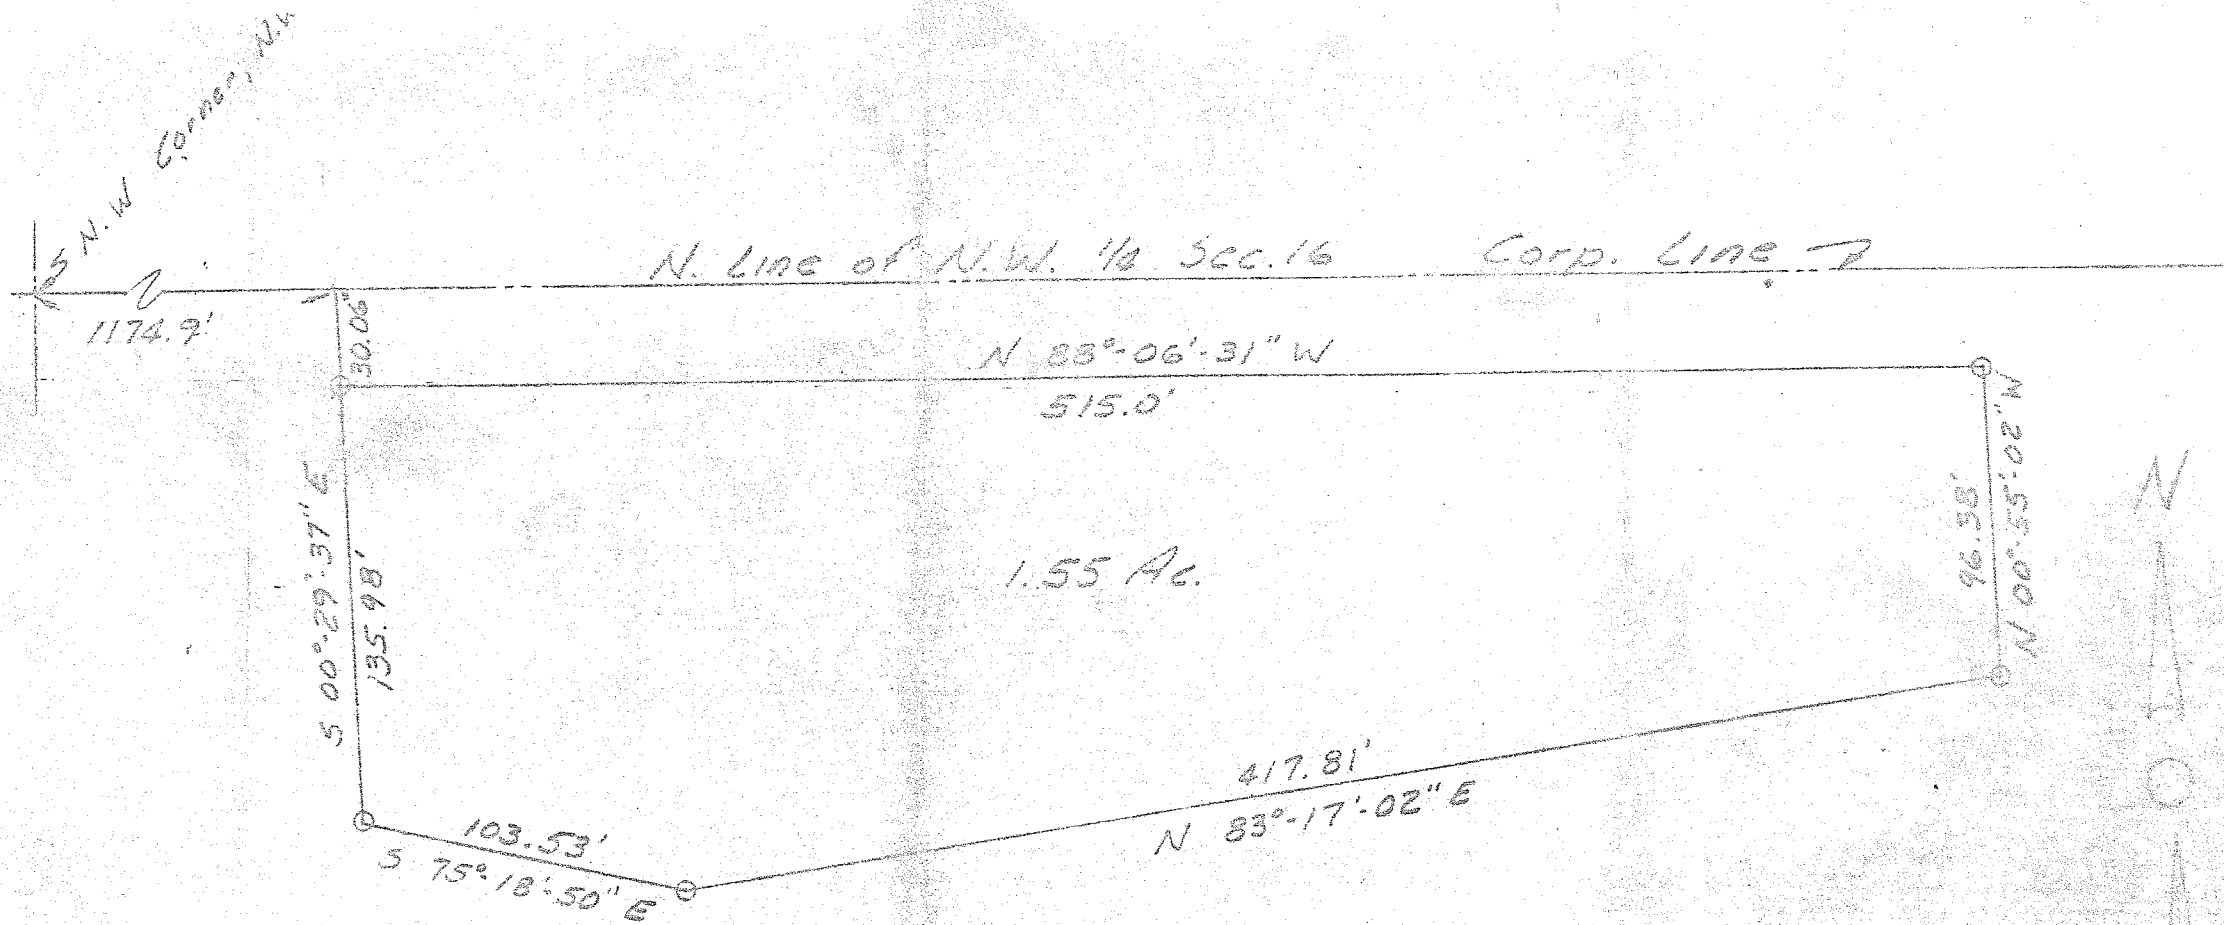 N.W Corner, N.W
N. Line of N.W. 1/4 Sec. 16 Corp. Line
1174.9'
30.06'
N 88°-06'-31" W
515.0'
S 00°-29'-37" E
135.98'
96.38'
N 00°-55'-02" W
N
1.55 Ac.
417.81'
N 83°-17'-02" E
103.53'
S 75°-18'-50" E